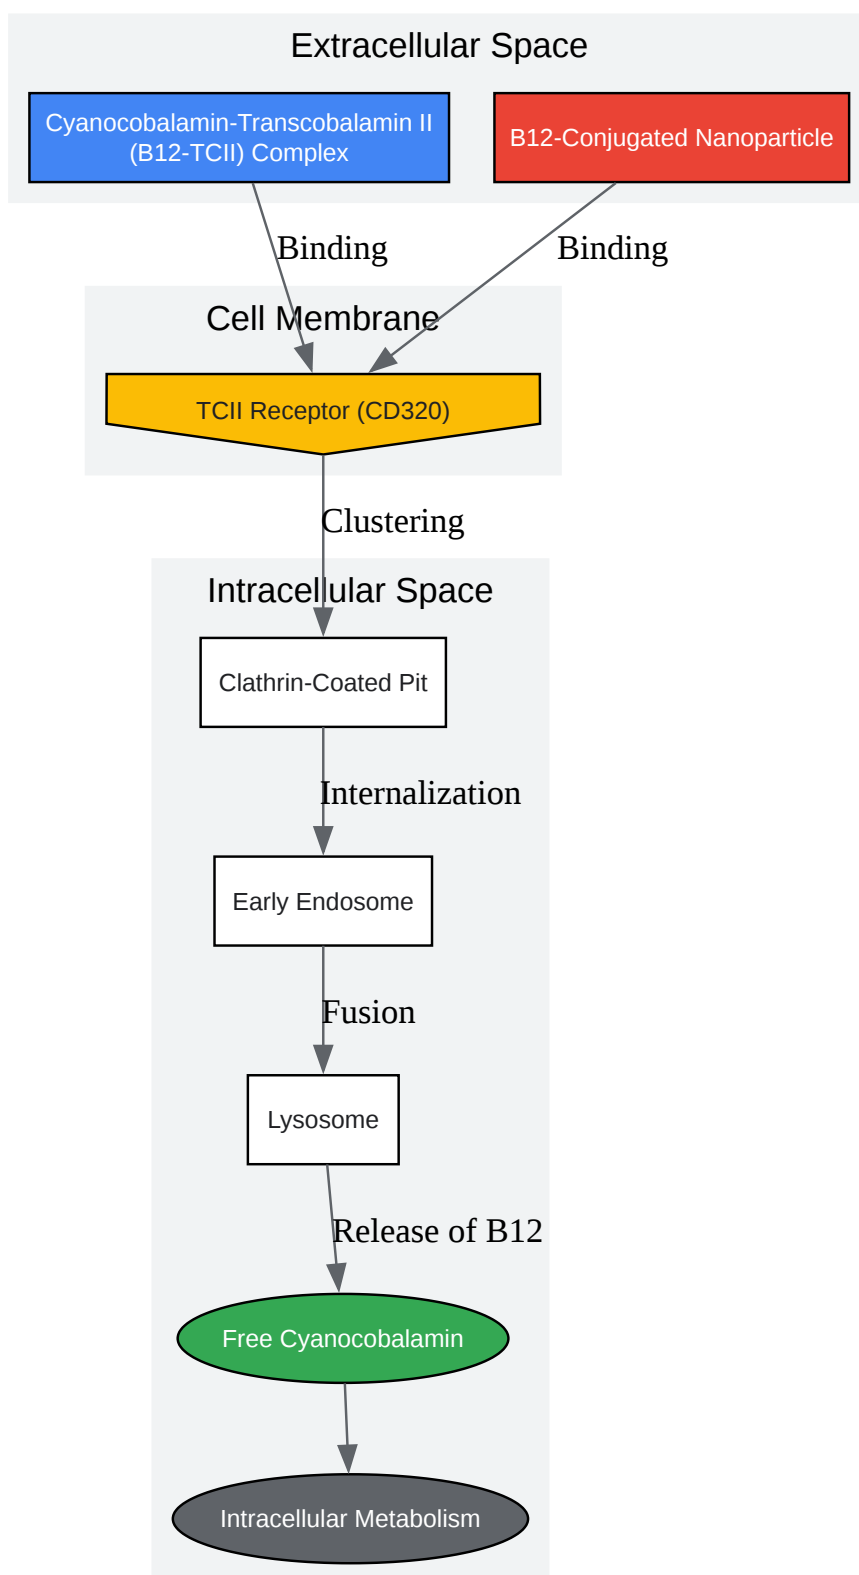 Extracellular Space
Cyanocobalamin-Transcobalamin II
(B12-TCII) Complex
B12-Conjugated Nanoparticle
Binding
Binding
Cell Membrane
TCII Receptor (CD320)
Clustering
Intracellular Space
Clathrin-Coated Pit
Internalization
Early Endosome
Fusion
Lysosome
Release of B12
Free Cyanocobalamin
Intracellular Metabolism